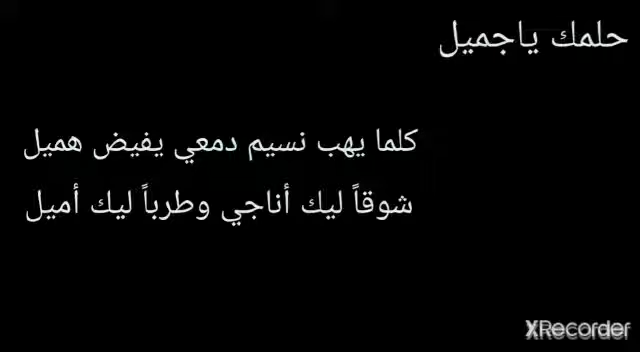 حلمك ياجميل
كلما يهب نسيم دمعي يفيض هميل
شوقاً ليك أناجي وطرباً ليك أميل
XRecorder